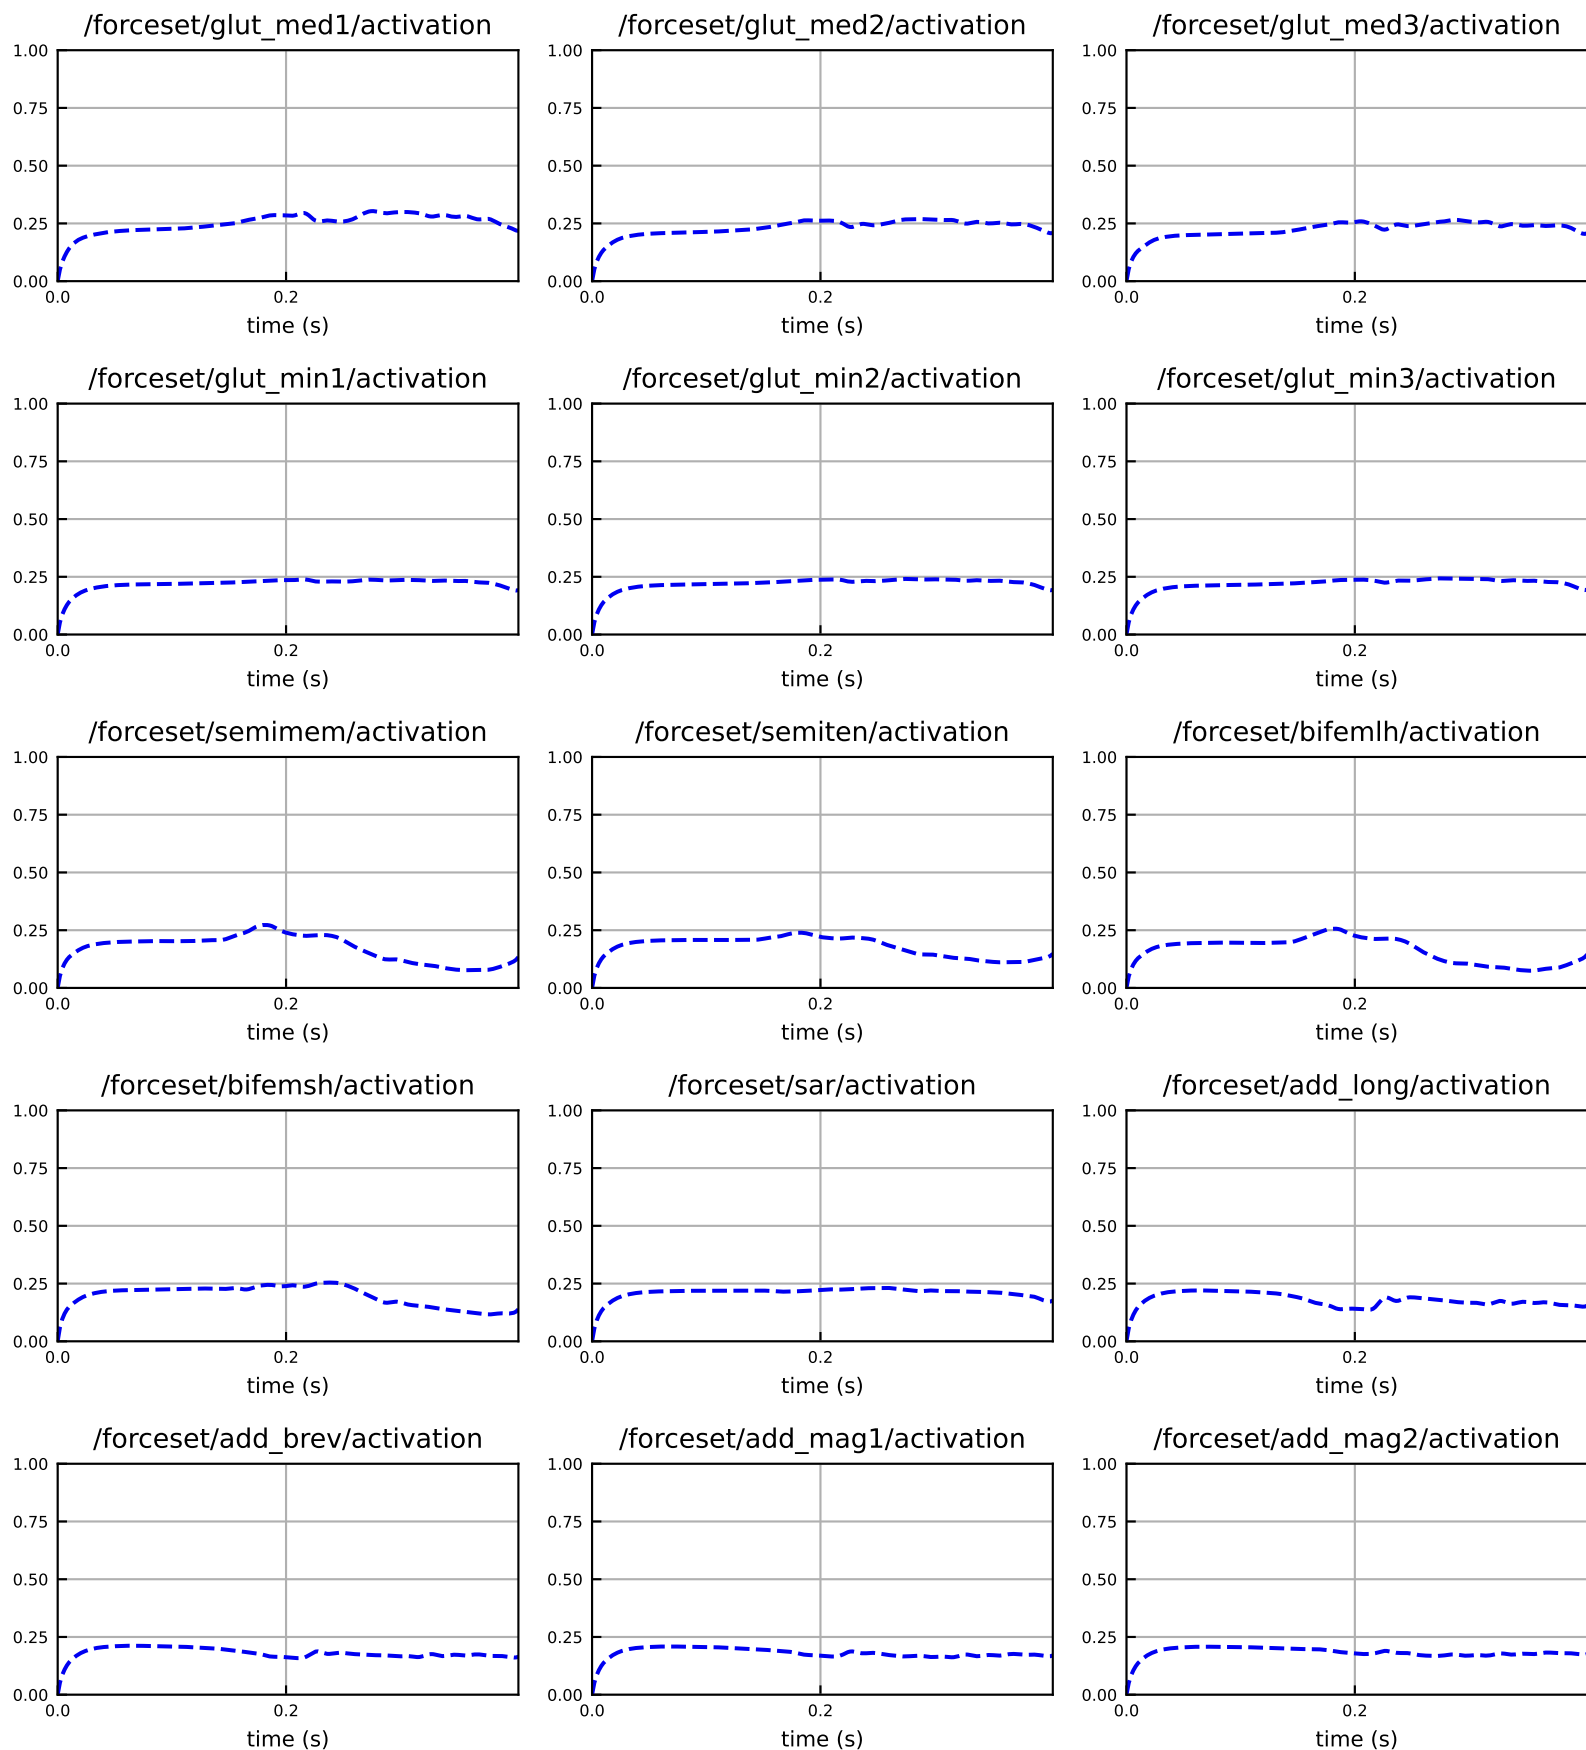 /forceset/glut_med1/activation /forceset/glut_med2/activation /forceset/glut_med3/activation
1.00 1.00 1.00
0.75 0.75 0.75
0.50 0.50 0.50
0.25 0.25 0.25
0.00 0.00 0.00
0.0 0.2 0.0 0.2 0.0 0.2
time (s) time (s) time (s)
/forceset/glut_min1/activation /forceset/glut_min2/activation /forceset/glut_min3/activation
1.00 1.00 1.00
0.75 0.75 0.75
0.50 0.50 0.50
0.25 0.25 0.25
0.00 0.00 0.00
0.0 0.2 0.0 0.2 0.0 0.2
time (s) time (s) time (s)
/forceset/semimem/activation /forceset/semiten/activation /forceset/bifemlh/activation
1.00 1.00 1.00
0.75 0.75 0.75
0.50 0.50 0.50
0.25 0.25 0.25
0.00 0.00 0.00
0.0 0.2 0.0 0.2 0.0 0.2
time (s) time (s) time (s)
/forceset/bifemsh/activation /forceset/sar/activation /forceset/add_long/activation
1.00 1.00 1.00
0.75 0.75 0.75
0.50 0.50 0.50
0.25 0.25 0.25
0.00 0.00 0.00
0.0 0.2 0.0 0.2 0.0 0.2
time (s) time (s) time (s)
/forceset/add_brev/activation /forceset/add_mag1/activation /forceset/add_mag2/activation
1.00 1.00 1.00
0.75 0.75 0.75
0.50 0.50 0.50
0.25 0.25 0.25
0.00 0.00 0.00
0.0 0.2 0.0 0.2 0.0 0.2
time (s) time (s) time (s)